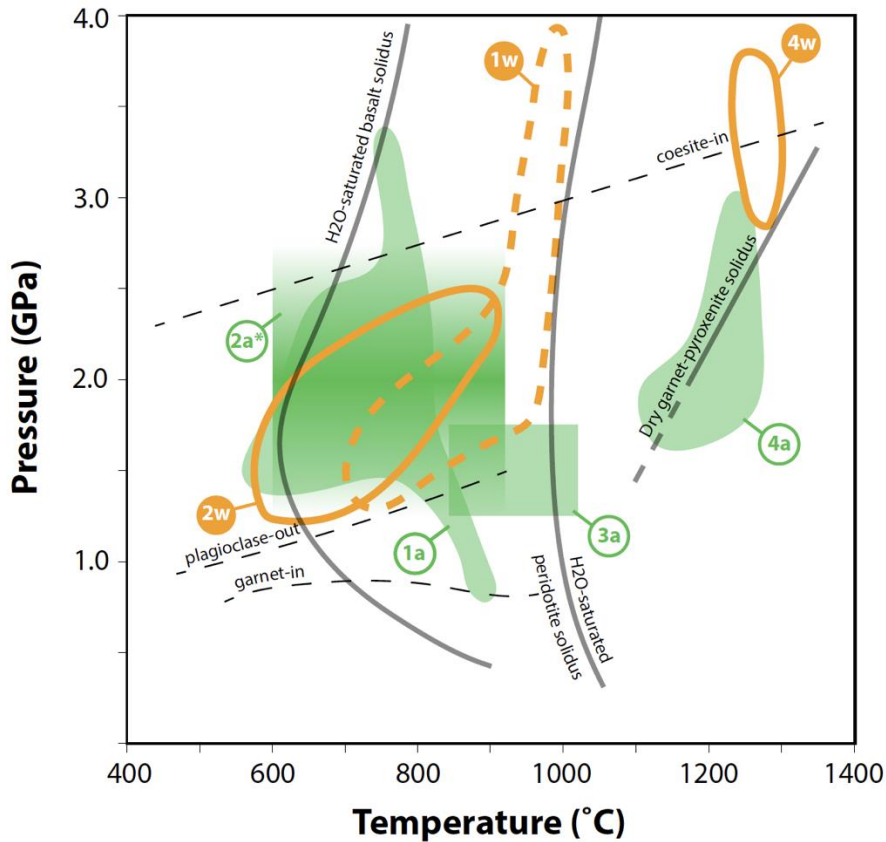 4.0
3.0
2.0
1.0
Pressure (GPa)
400
600
800
1000
1200
1400
Temperature (˚C)
H2O-saturated basalt solidus
1w
4w
coesite-in
2a*
Dry garnet-pyroxenite solidus
4a
2w
plagioclase-out
1a
3a
garnet-in
H2O-saturated
peridotite solidus